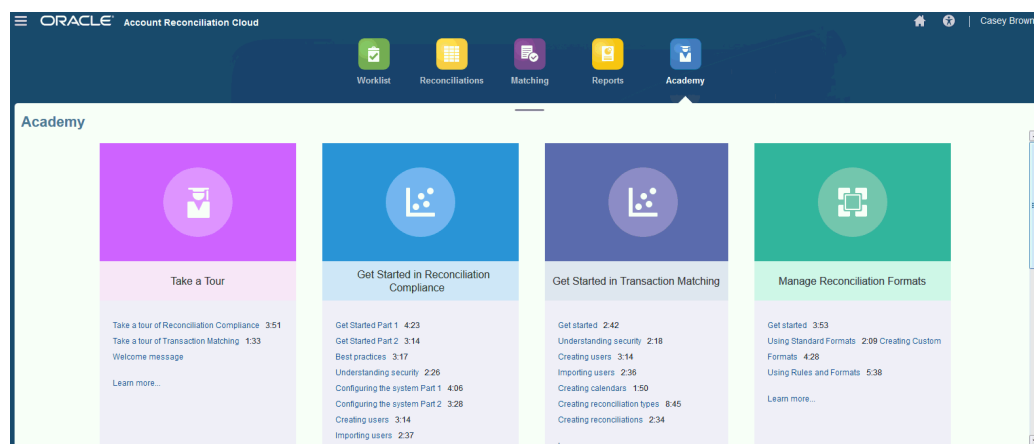 ORACLE® Account Reconciliation Cloud
Casey Brown
Worklist
Reconciliations
Matching
Reports
Academy
Academy
Take a Tour
Take a tour of Reconciliation Compliance 3:51
Take a tour of Transaction Matching 1:33
Welcome message
Learn more...
Get Started in Reconciliation
Compliance
Get Started Part 1 4:23
Get Started Part 2 3:14
Best practices 3:17
Understanding security 2:26
Configuring the system Part 1 4:06
Configuring the system Part 2 3:28
Creating users 3:14
Importing users 2:37
Get Started in Transaction Matching
Get started 2:42
Understanding security 2:18
Creating users 3:14
Importing users 2:36
Creating calendars 1:50
Creating reconciliation types 8:45
Creating reconciliations 2:34
Manage Reconciliation Formats
Get started 3:53
Using Standard Formats 2:09 Creating Custom
Formats 4:28
Using Rules and Formats 5:38
Learn more...